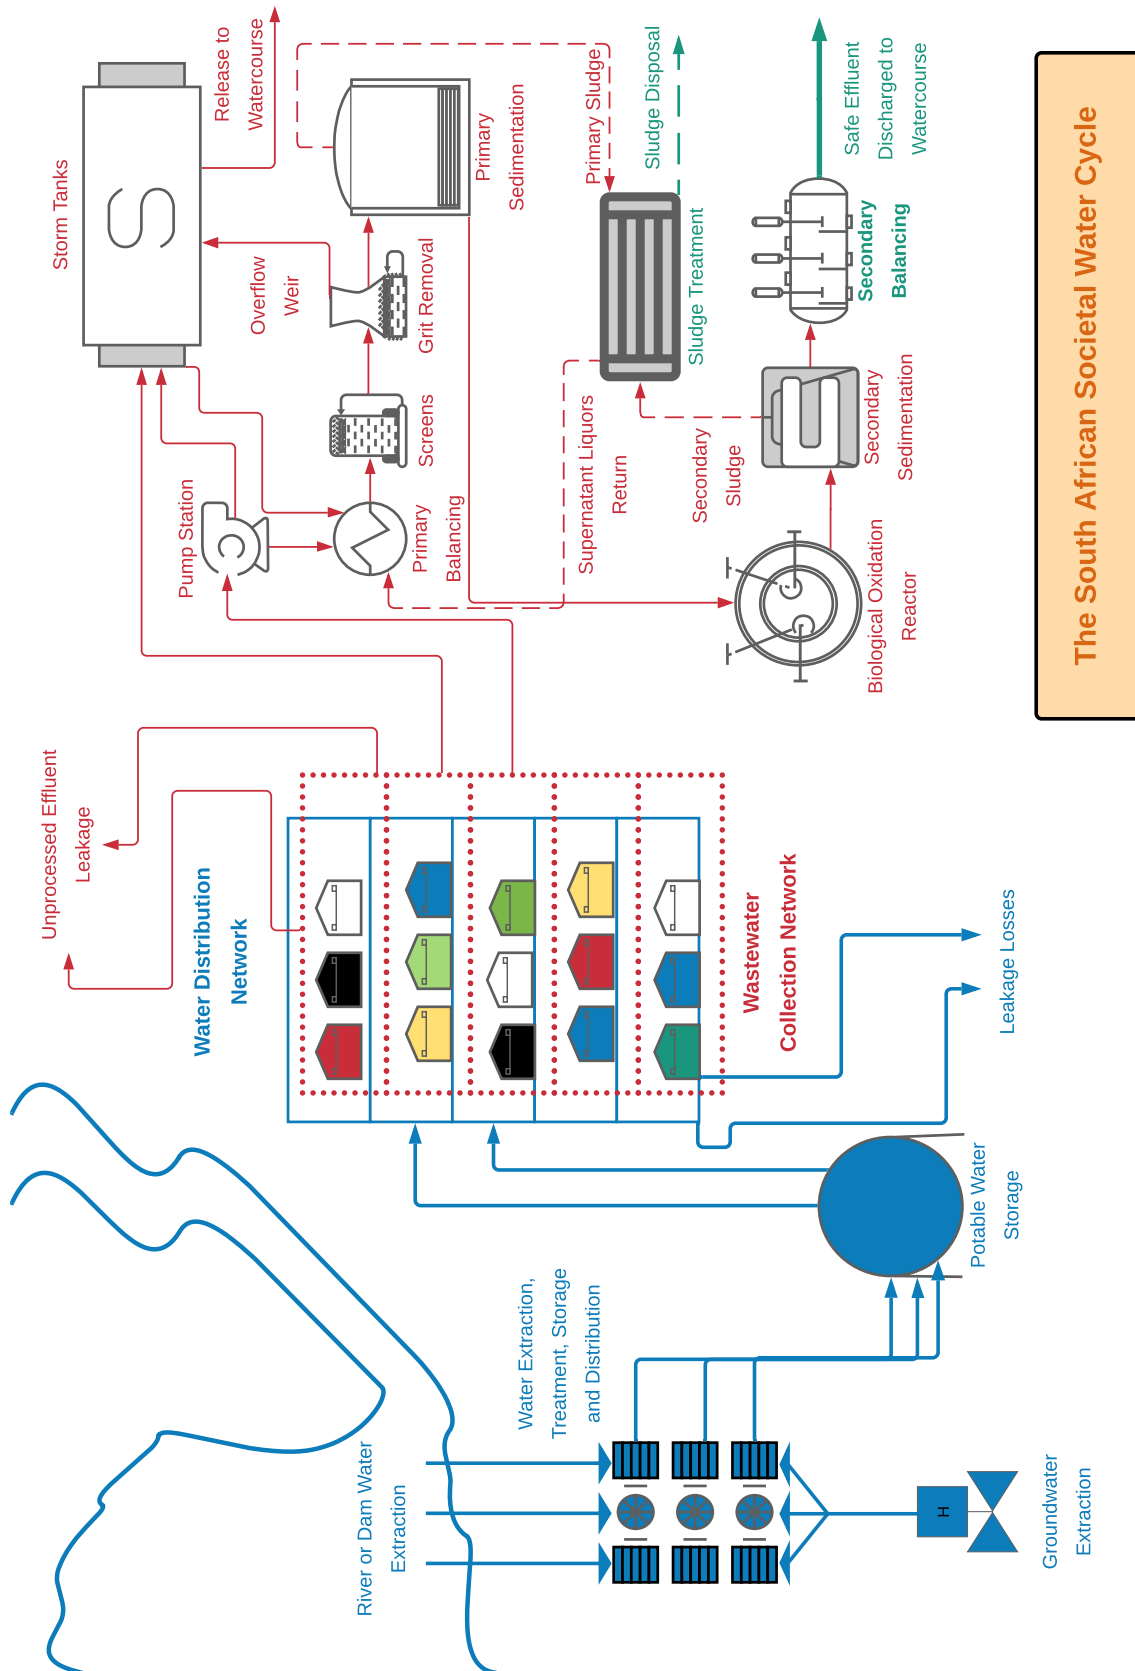 The South African Societal Water Cycle
River or Dam Water
Extraction
Water Extraction,
Treatment, Storage
and Distribution
Groundwater
Extraction
H
Potable Water
Storage
Leakage Losses
Water Distribution
Network
Wastewater
Collection Network
Unprocessed Effluent
Leakage
Pump Station
Storm Tanks
S
Release to
Watercourse
Overflow
Weir
Primary
Balancing
Screens
Grit Removal
Primary
Sedimentation
Primary Sludge
Sludge Disposal
Sludge Treatment
Supernatant Liquors
Return
Secondary
Sludge
Biological Oxidation
Reactor
Secondary
Sedimentation
Secondary
Balancing
Safe Effluent
Discharged to
Watercourse